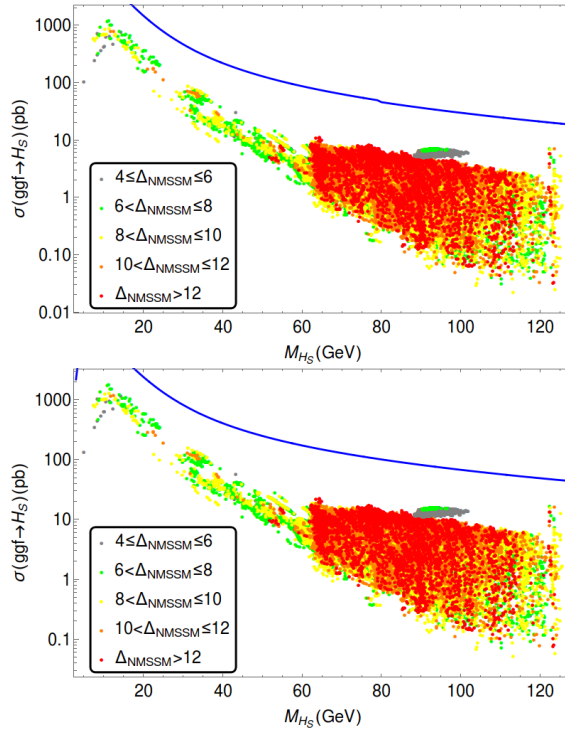 1000
100
10
1
0.10
0.01
σ(ggf→H_S)(pb)
4≤Δ_NMSSM≤6
6<Δ_NMSSM≤8
8<Δ_NMSSM≤10
10<Δ_NMSSM≤12
Δ_NMSSM>12
20 40 60 80 100 120
M_{H_S}(GeV)
1000
100
10
1
0.1
σ(ggf→H_S)(pb)
4≤Δ_NMSSM≤6
6<Δ_NMSSM≤8
8<Δ_NMSSM≤10
10<Δ_NMSSM≤12
Δ_NMSSM>12
20 40 60 80 100 120
M_{H_S}(GeV)